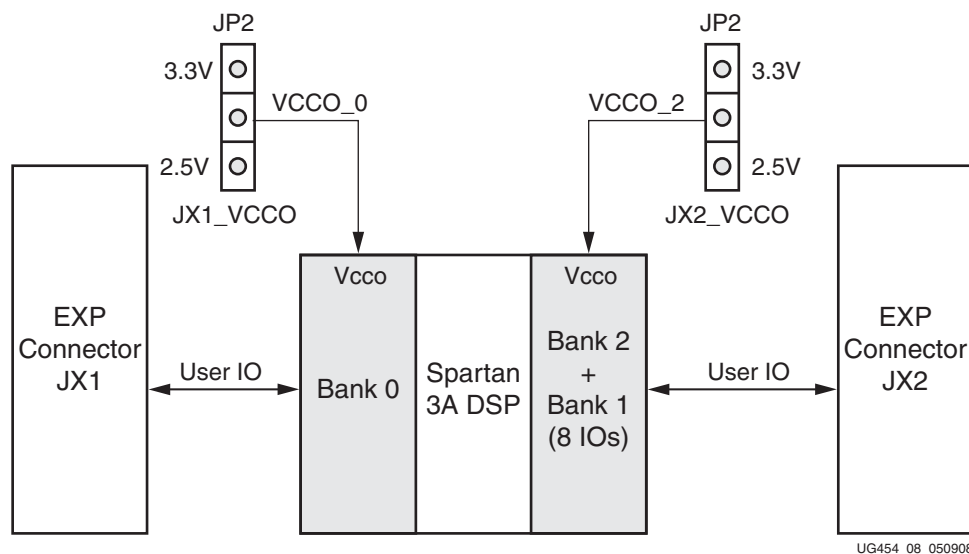 JP2
3.3V
VCCO_0
2.5V
JX1_VCCO
JP2
3.3V
VCCO_2
2.5V
JX2_VCCO
EXP
Connector
JX1
User IO
Vcco
Bank 0
Spartan
3A DSP
Vcco
Bank 2
+
Bank 1
(8 IOs)
User IO
EXP
Connector
JX2
UG454_08_050908